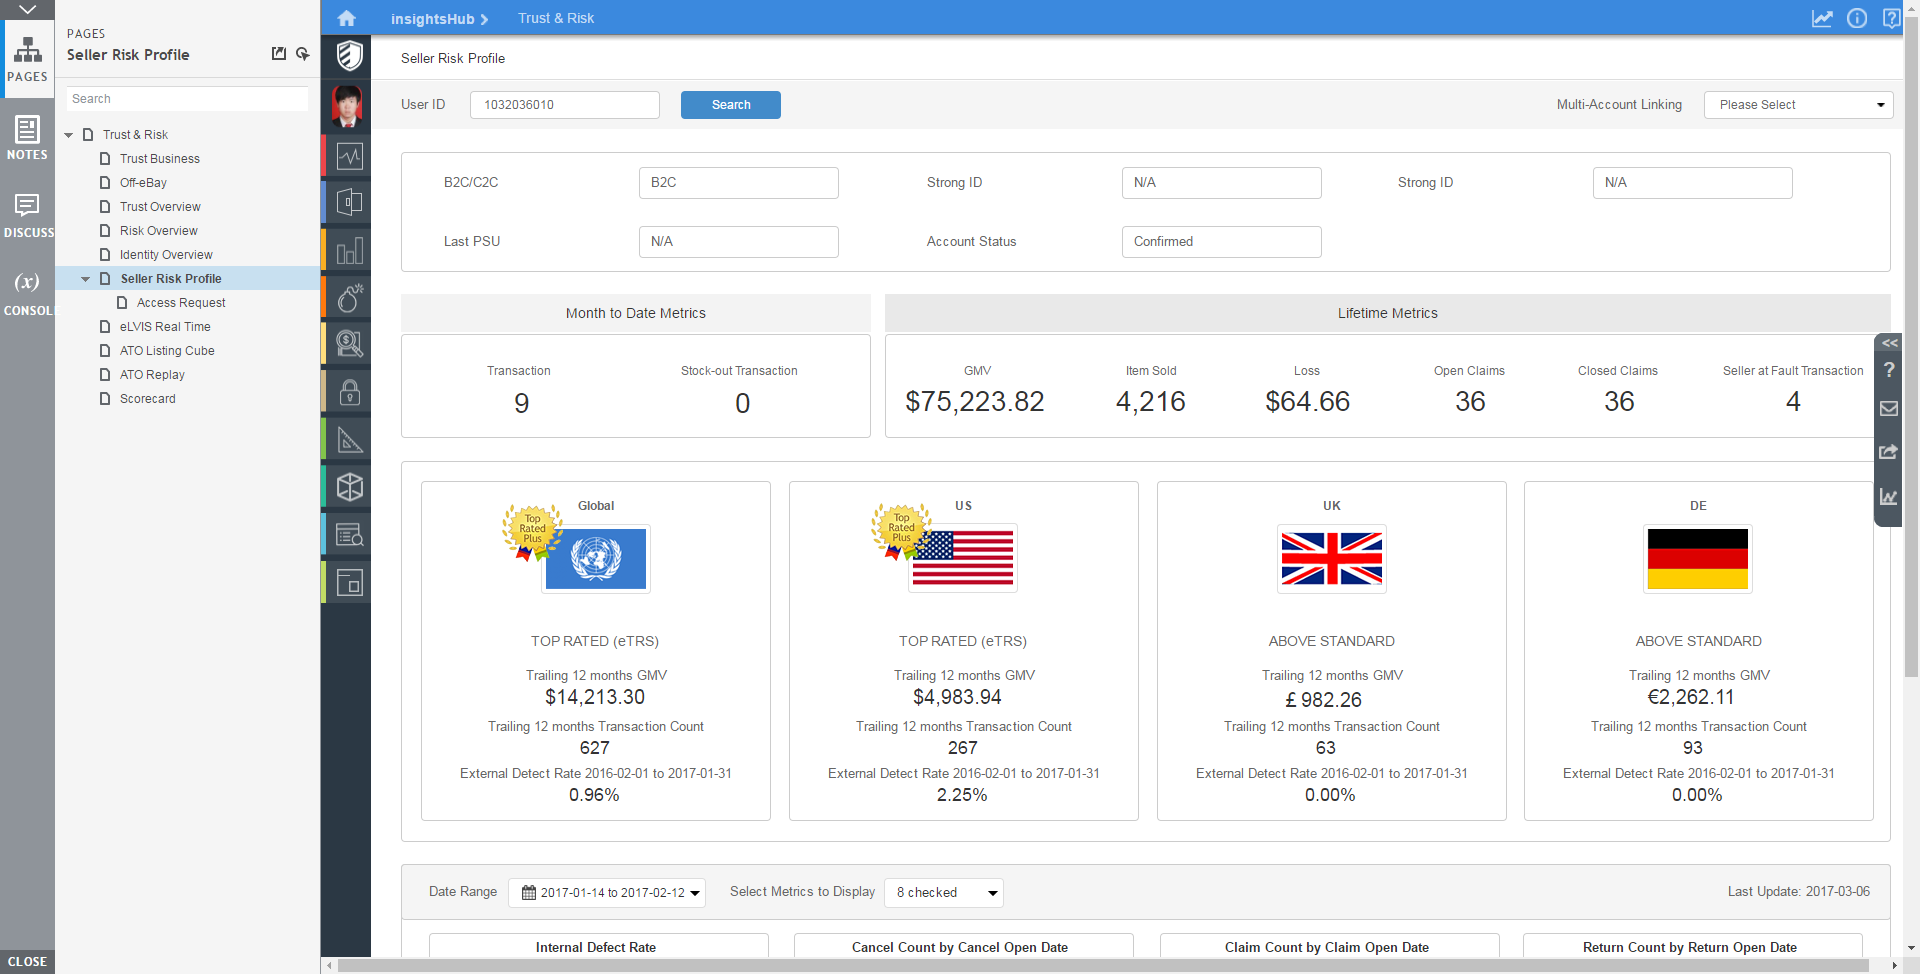 PAGES
NOTES
DISCUSS
(x)
CONSOL
CLOSE
PAGES
Seller Risk Profile
Search
Trust & Risk
Trust Business
Off-eBay
Trust Overview
Risk Overview
Identity Overview
Seller Risk Profile
Access Request
eLVIS Real Time
ATO Listing Cube
ATO Replay
Scorecard
insightsHub Trust & Risk
Seller Risk Profile
User ID 1032036010 Search Multi-Account Linking Please Select
B2C/C2C B2C Strong ID N/A Strong ID N/A
Last PSU N/A Account Status Confirmed
Month to Date Metrics Lifetime Metrics
Transaction Stock-out Transaction GMV Item Sold Loss Open Claims Closed Claims Seller at Fault Transaction
9 0 $75,223.82 4,216 $64.66 36 36 4
<<
?
Global US UK DE
Top Rated Plus Top Rated Plus
TOP RATED (eTRS) TOP RATED (eTRS) ABOVE STANDARD ABOVE STANDARD
Trailing 12 months GMV Trailing 12 months GMV Trailing 12 months GMV Trailing 12 months GMV
$14,213.30 $4,983.94 £ 982.26 €2,262.11
Trailing 12 months Transaction Count Trailing 12 months Transaction Count Trailing 12 months Transaction Count Trailing 12 months Transaction Count
627 267 63 93
External Detect Rate 2016-02-01 to 2017-01-31 External Detect Rate 2016-02-01 to 2017-01-31 External Detect Rate 2016-02-01 to 2017-01-31 External Detect Rate 2016-02-01 to 2017-01-31
0.96% 2.25% 0.00% 0.00%
Date Range 2017-01-14 to 2017-02-12 Select Metrics to Display 8 checked Last Update: 2017-03-06
Internal Defect Rate Cancel Count by Cancel Open Date Claim Count by Claim Open Date Return Count by Return Open Date